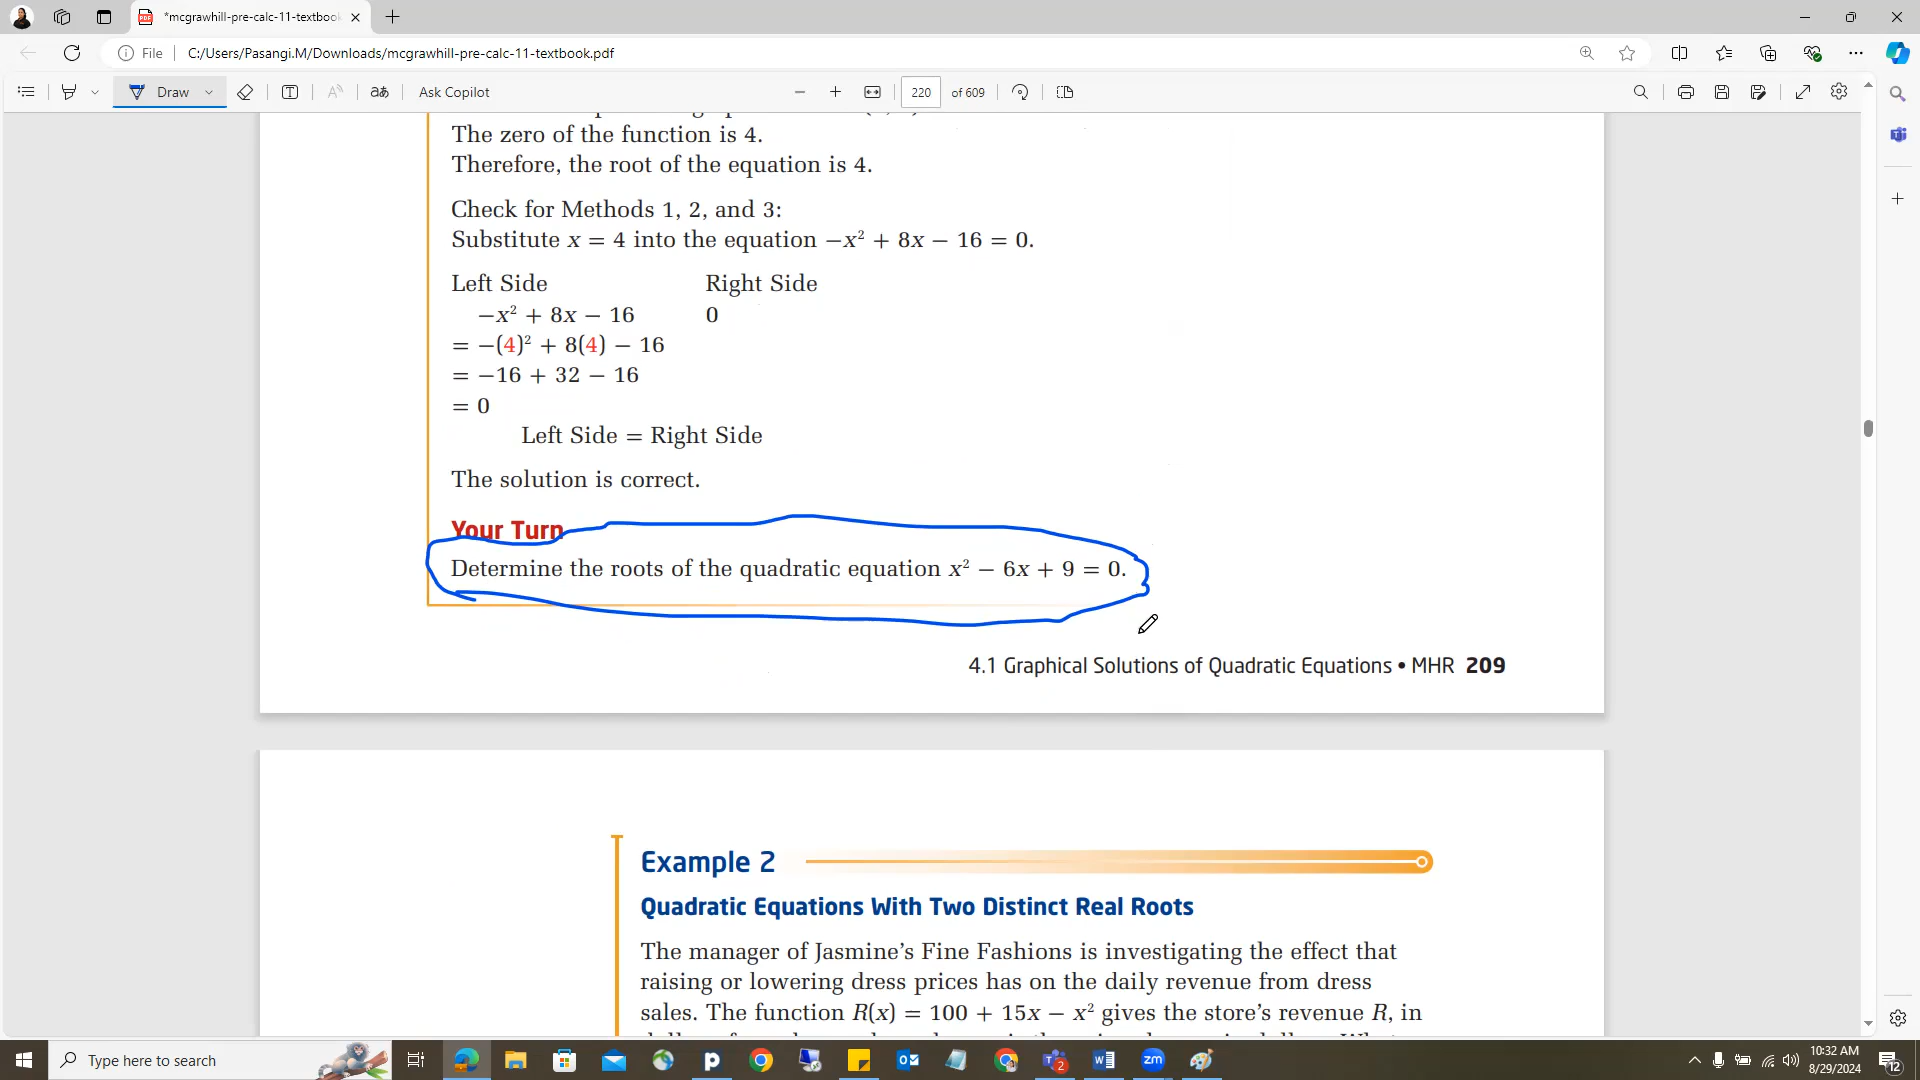 *mcgrawhill-pre-calc-11-textbook
File
C:/Users/Pasangi.M/Downloads/mcgrawhill-pre-calc-11-textbook.pdf
Draw
aあ
Ask Copilot
220 of 609
The zero of the function is 4.
Therefore, the root of the equation is 4.
Check for Methods 1, 2, and 3:
Substitute x = 4 into the equation −x² + 8x − 16 = 0.
Left Side Right Side
−x² + 8x − 16 0
= −(4)² + 8(4) − 16
= −16 + 32 − 16
= 0
Left Side = Right Side
The solution is correct.
Your Turn
Determine the roots of the quadratic equation x² − 6x + 9 = 0.
4.1 Graphical Solutions of Quadratic Equations • MHR 209
Example 2
Quadratic Equations With Two Distinct Real Roots
The manager of Jasmine’s Fine Fashions is investigating the effect that
raising or lowering dress prices has on the daily revenue from dress
sales. The function R(x) = 100 + 15x − x² gives the store’s revenue R, in
Type here to search
10:32 AM
8/29/2024